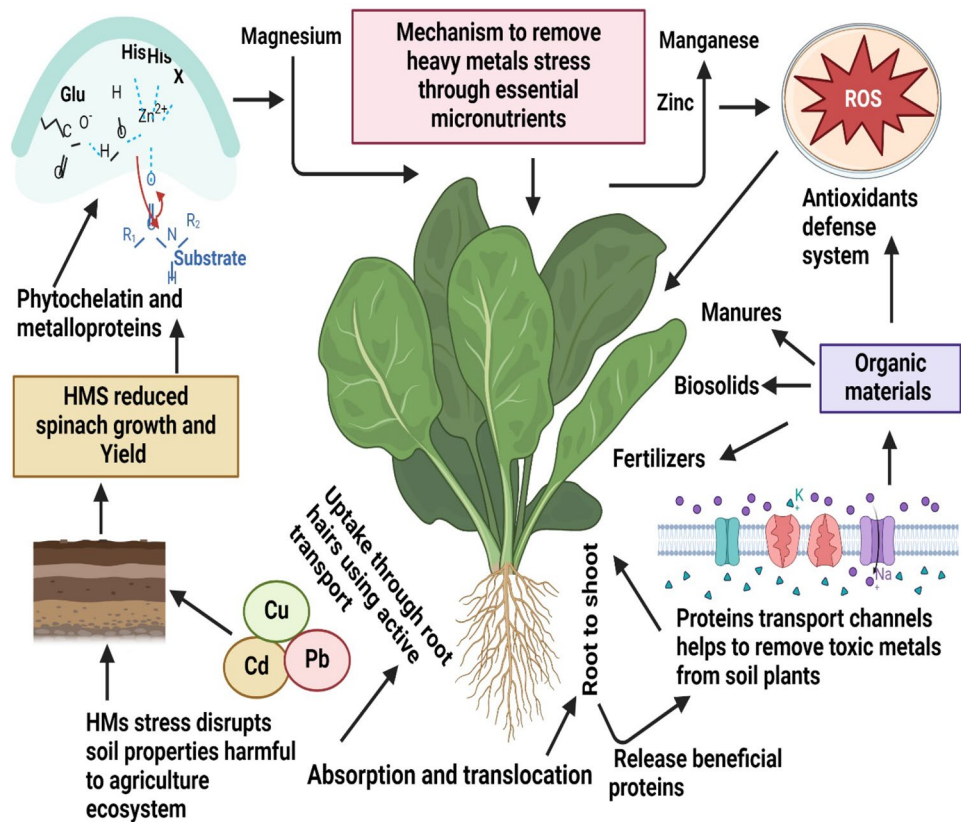 Magnesium
Mechanism to remove
heavy metals stress
through essential
micronutrients
Manganese
Zinc
ROS
His His
X
Glu
H
Zn2+
O-
C
O
H
O
O
O
R1
N
R2
Substrate
H
Antioxidants
defense
system
Phytochelatin and
metalloproteins
Manures
Organic
materials
Biosolids
HMS reduced
spinach growth and
Yield
Fertilizers
K
+
Na
+
Uptake through root
hairs using active
transport
Root to shoot
Cu
Cd
Pb
Proteins transport channels
helps to remove toxic metals
from soil plants
HMs stress disrupts
soil properties harmful
to agriculture
ecosystem
Absorption and translocation
Release beneficial
proteins